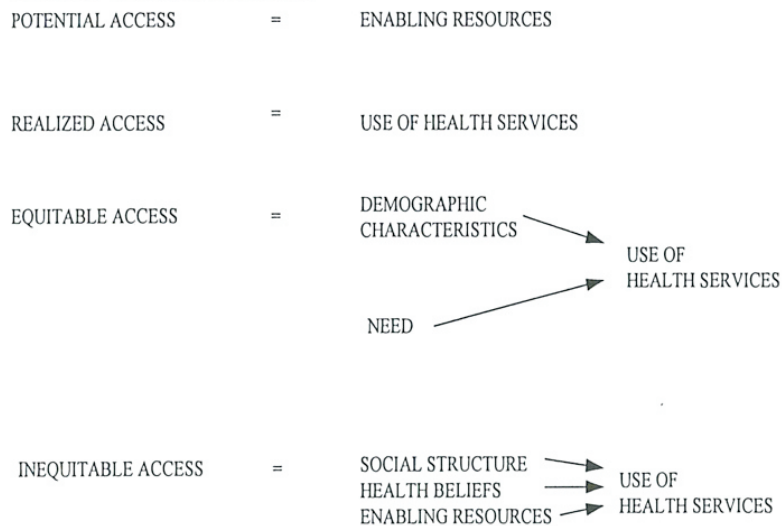 POTENTIAL ACCESS = ENABLING RESOURCES
REALIZED ACCESS = USE OF HEALTH SERVICES
EQUITABLE ACCESS = DEMOGRAPHIC
CHARACTERISTICS
USE OF
HEALTH SERVICES
NEED
INEQUITABLE ACCESS = SOCIAL STRUCTURE
HEALTH BELIEFS
ENABLING RESOURCES
USE OF
HEALTH SERVICES